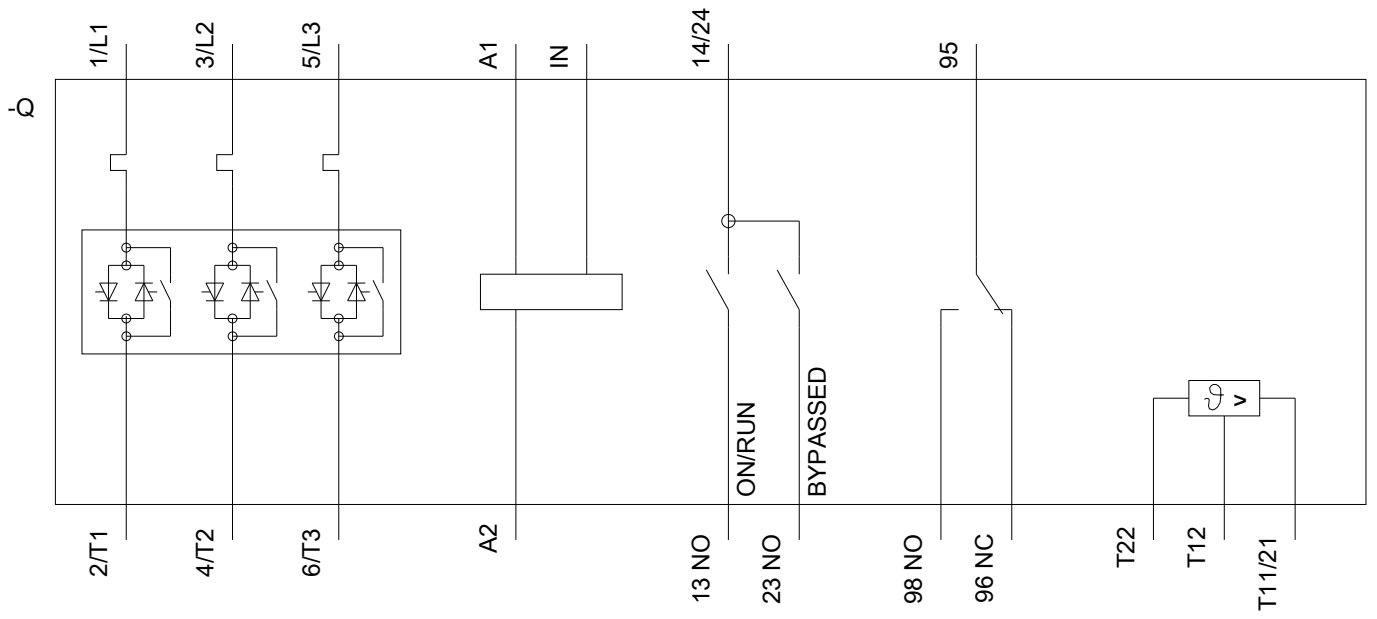 1/L1
3/L2
5/L3
A1
IN
14/24
95
-Q
ON/RUN
BYPASSED
ϑ >
2/T1
4/T2
6/T3
A2
13 NO
23 NO
98 NO
96 NC
T22
T12
T11/21